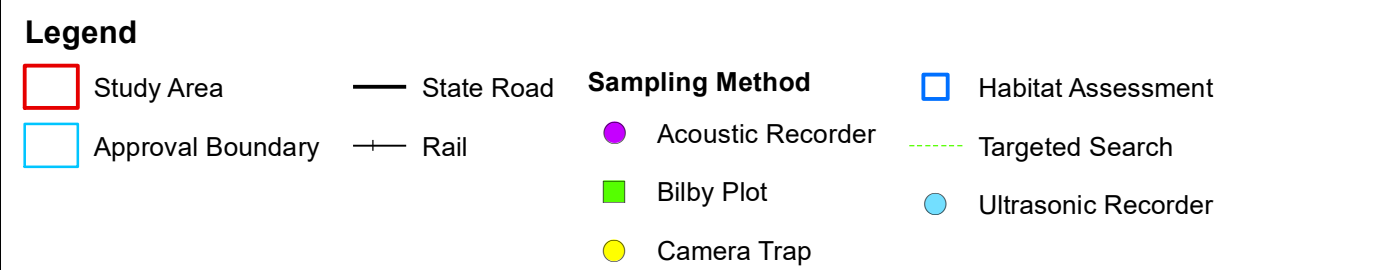 Legend
Study Area
Approval Boundary
State Road
Rail
Sampling Method
Acoustic Recorder
Bilby Plot
Camera Trap
Habitat Assessment
Targeted Search
Ultrasonic Recorder